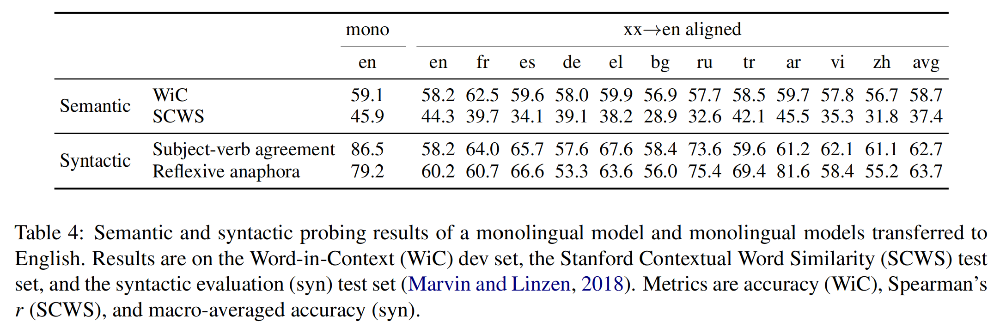 mono xx→en aligned
en en fr es de el bg ru tr ar vi zh avg
Semantic
WiC 59.1 58.2 62.5 59.6 58.0 59.9 56.9 57.7 58.5 59.7 57.8 56.7 58.7
SCWS 45.9 44.3 39.7 34.1 39.1 38.2 28.9 32.6 42.1 45.5 35.3 31.8 37.4
Syntactic
Subject-verb agreement 86.5 58.2 64.0 65.7 57.6 67.6 58.4 73.6 59.6 61.2 62.1 61.1 62.7
Reflexive anaphora 79.2 60.2 60.7 66.6 53.3 63.6 56.0 75.4 69.4 81.6 58.4 55.2 63.7
Table 4: Semantic and syntactic probing results of a monolingual model and monolingual models transferred to
English. Results are on the Word-in-Context (WiC) dev set, the Stanford Contextual Word Similarity (SCWS) test
set, and the syntactic evaluation (syn) test set (Marvin and Linzen, 2018). Metrics are accuracy (WiC), Spearman's
r (SCWS), and macro-averaged accuracy (syn).